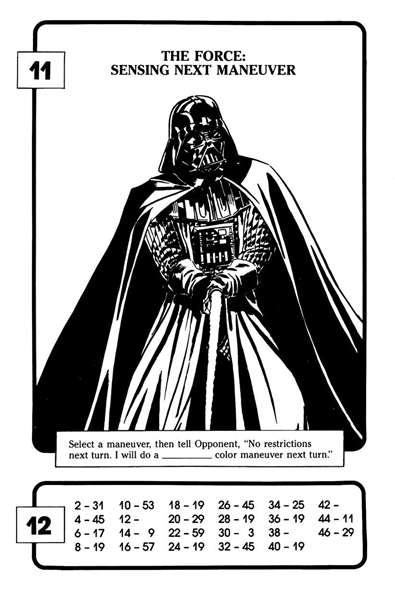 11
THE FORCE:
SENSING NEXT MANEUVER
Select a maneuver, then tell Opponent, “No restrictions
next turn. I will do a __________ color maneuver next turn.”
12
2 – 31 10 – 53 18 – 19 26 – 45 34 – 25 42 –
4 – 45 12 – 20 – 29 28 – 19 36 – 19 44 – 11
6 – 17 14 – 9 22 – 59 30 – 3 38 – 46 – 29
8 – 19 16 – 57 24 – 19 32 – 45 40 – 19